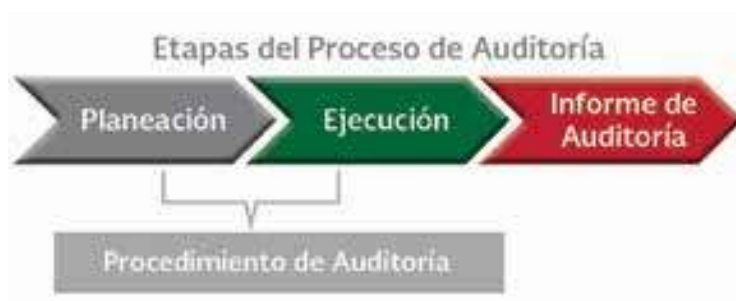 Etapas del Proceso de Auditoría
Planeación
Ejecución
Informe de
Auditoría
Procedimiento de Auditoría